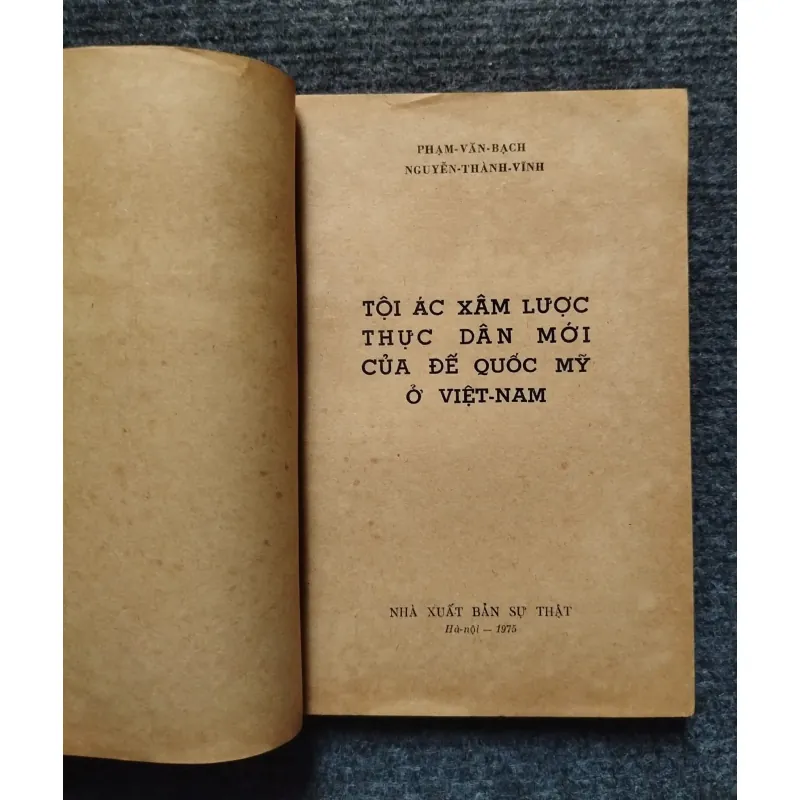 PHẠM-VĂN-BẠCH
NGUYỄN-THÀNH-VĨNH
TỘI ÁC XÂM LƯỢC
THỰC DÂN MỚI
CỦA ĐẾ QUỐC MỸ
Ở VIỆT-NAM
NHÀ XUẤT BẢN SỰ THẬT
Hà-nội — 1975